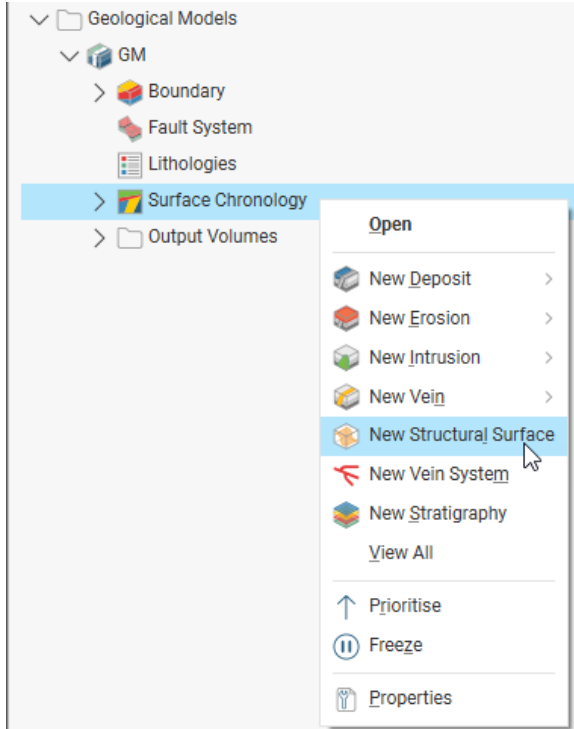 Geological Models
GM
Boundary
Fault System
Lithologies
Surface Chronology
Output Volumes
Open
New Deposit
New Erosion
New Intrusion
New Vein
New Structural Surface
New Vein System
New Stratigraphy
View All
Prioritise
Freeze
Properties